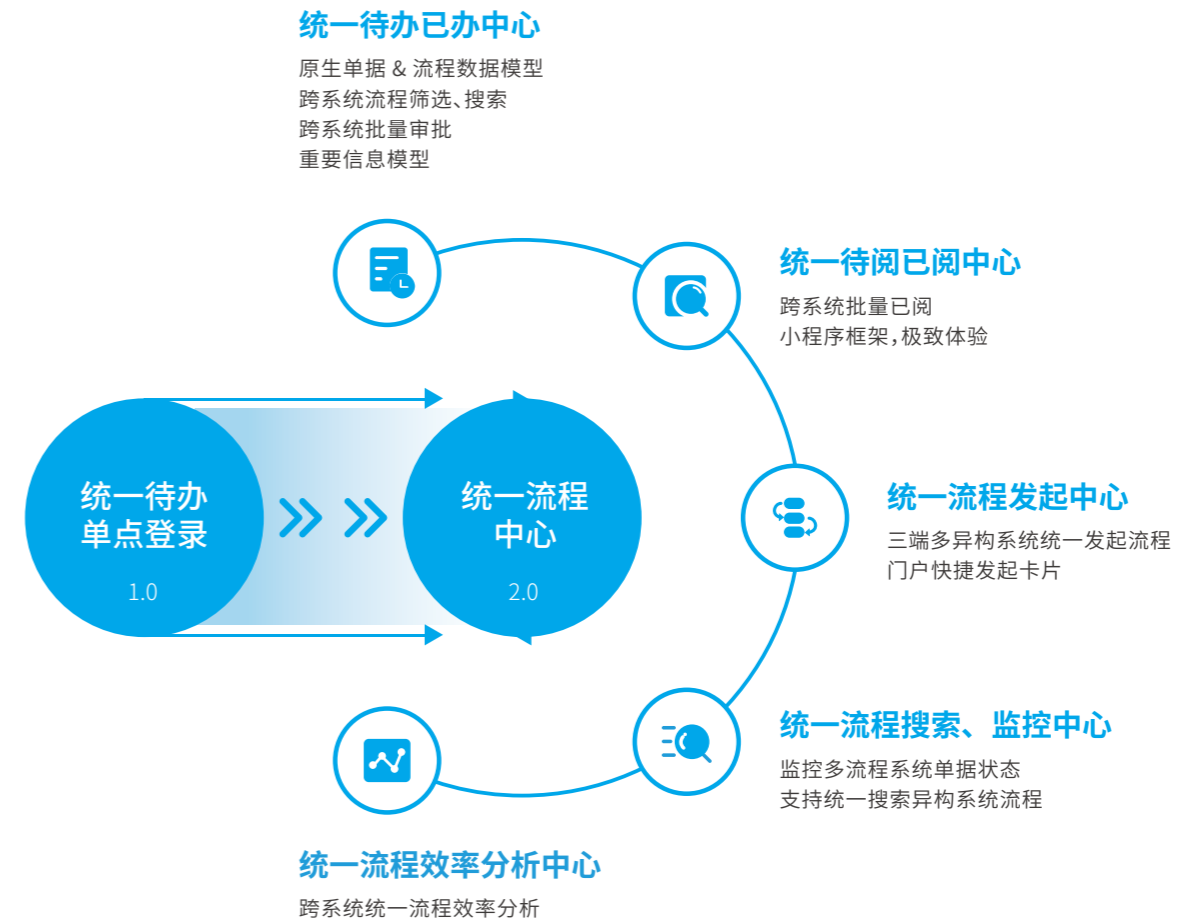 统一待办已办中心
原生单据 & 流程数据模型
跨系统流程筛选、搜索
跨系统批量审批
重要信息模型
统一待阅已阅中心
跨系统批量已阅
小程序框架,极致体验
统一待办
单点登录
1.0
统一流程
中心
2.0
统一流程发起中心
三端多异构系统统一发起流程
门户快捷发起卡片
统一流程搜索、监控中心
监控多流程系统单据状态
支持统一搜索异构系统流程
统一流程效率分析中心
跨系统统一流程效率分析